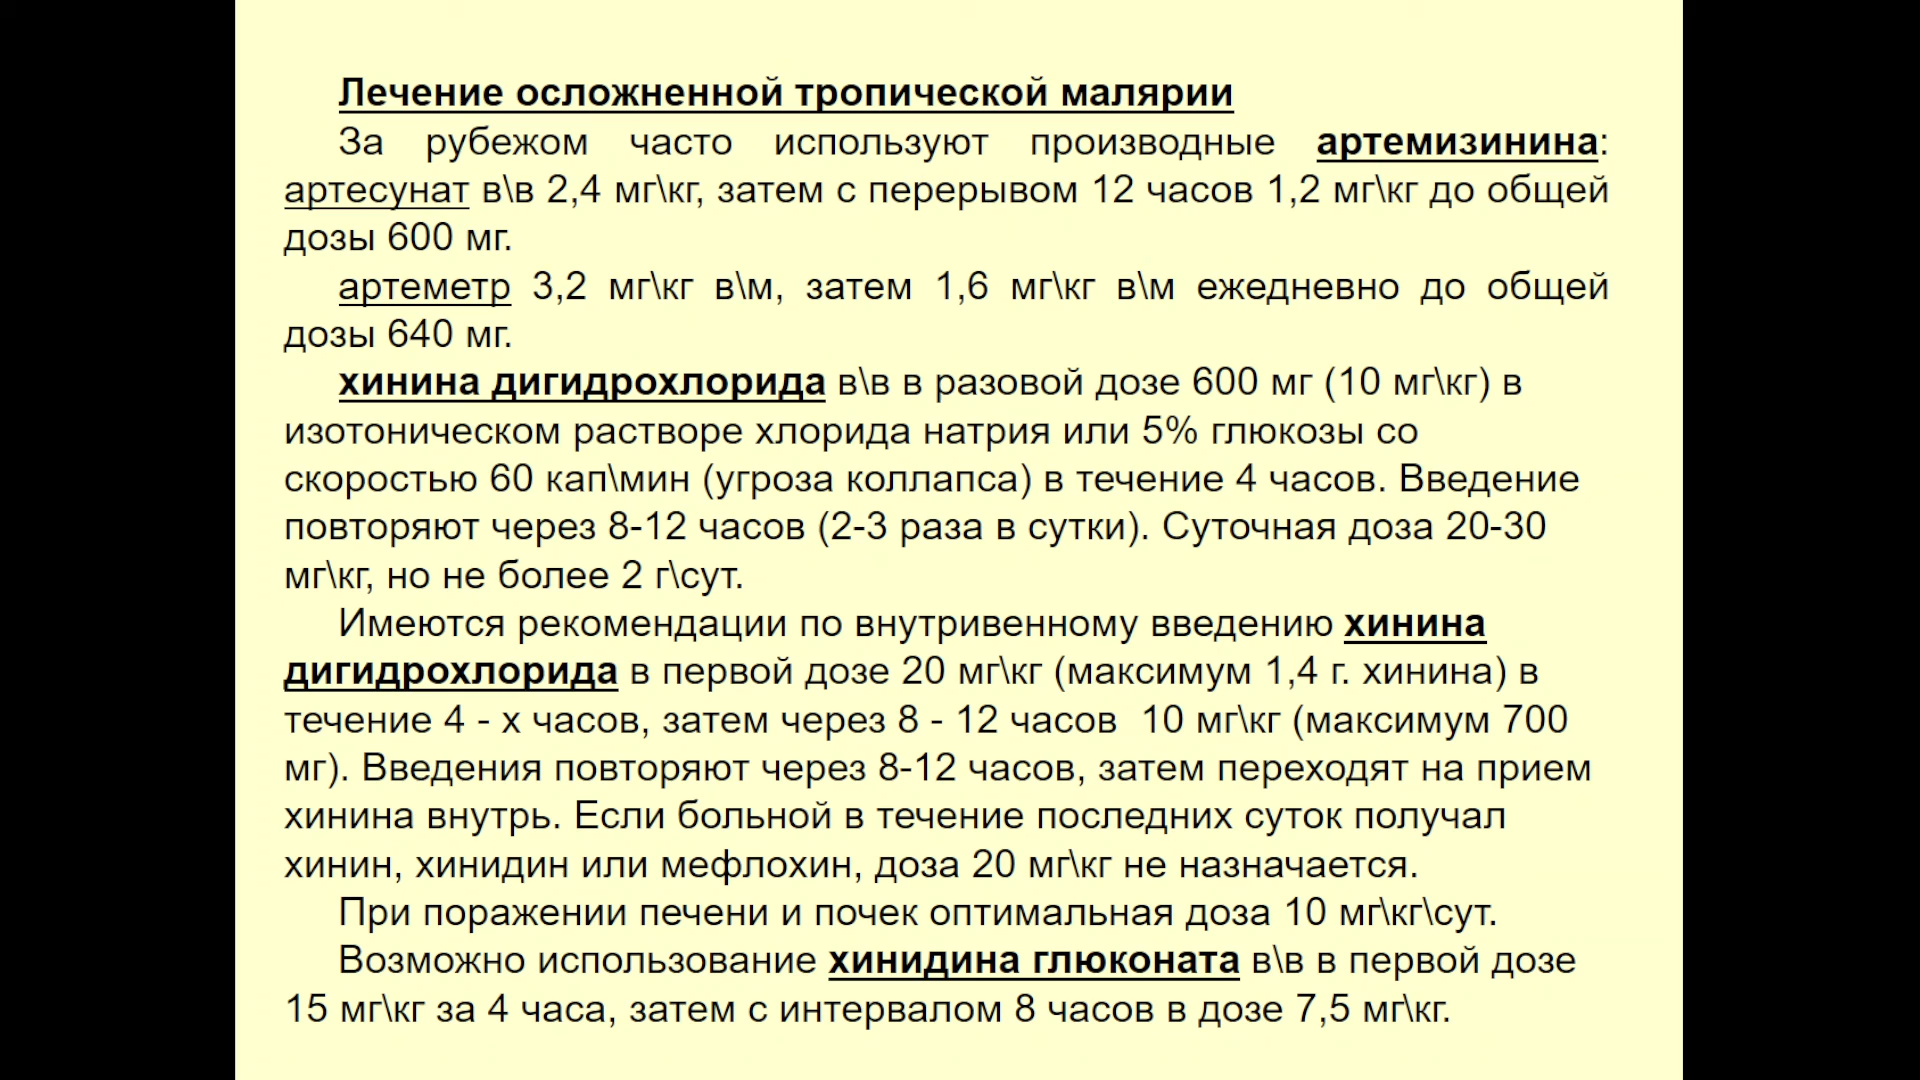 Лечение осложненной тропической малярии
За рубежом часто используют производные артемизинина:
артесунат в\в 2,4 мг\кг, затем с перерывом 12 часов 1,2 мг\кг до общей
дозы 600 мг.
артеметр 3,2 мг\кг в\м, затем 1,6 мг\кг в\м ежедневно до общей
дозы 640 мг.
хинина дигидрохлорида в\в в разовой дозе 600 мг (10 мг\кг) в
изотоническом растворе хлорида натрия или 5% глюкозы со
скоростью 60 кап\мин (угроза коллапса) в течение 4 часов. Введение
повторяют через 8-12 часов (2-3 раза в сутки). Суточная доза 20-30
мг\кг, но не более 2 г\сут.
Имеются рекомендации по внутривенному введению хинина
дигидрохлорида в первой дозе 20 мг\кг (максимум 1,4 г. хинина) в
течение 4 - х часов, затем через 8 - 12 часов  10 мг\кг (максимум 700
мг). Введения повторяют через 8-12 часов, затем переходят на прием
хинина внутрь. Если больной в течение последних суток получал
хинин, хинидин или мефлохин, доза 20 мг\кг не назначается.
При поражении печени и почек оптимальная доза 10 мг\кг\сут.
Возможно использование хинидина глюконата в\в в первой дозе
15 мг\кг за 4 часа, затем с интервалом 8 часов в дозе 7,5 мг\кг.